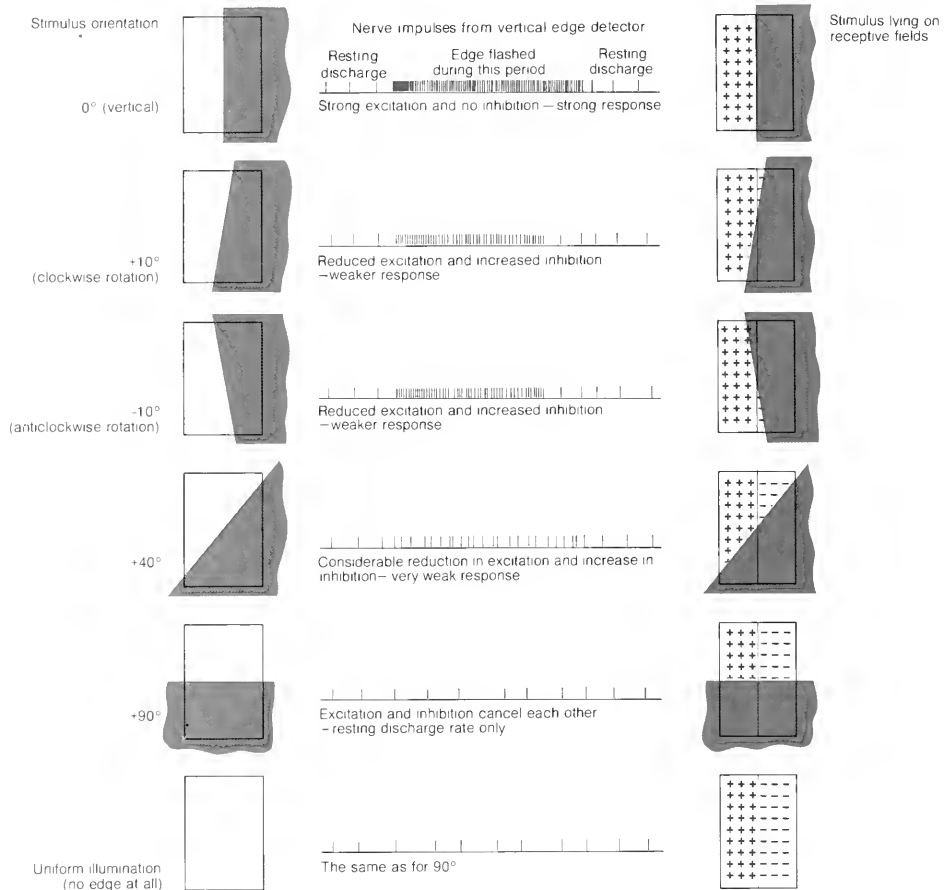 Stimulus orientation
Nerve impulses from vertical edge detector
Stimulus lying on
receptive fields
Resting
discharge
Edge flashed
during this period
Resting
discharge
0° (vertical)
Strong excitation and no inhibition – strong response
+10°
(clockwise rotation)
Reduced excitation and increased inhibition
–weaker response
-10°
(anticlockwise rotation)
Reduced excitation and increased inhibition
–weaker response
+40°
Considerable reduction in excitation and increase in
inhibition– very weak response
+90°
Excitation and inhibition cancel each other
– resting discharge rate only
Uniform illumination
(no edge at all)
The same as for 90°